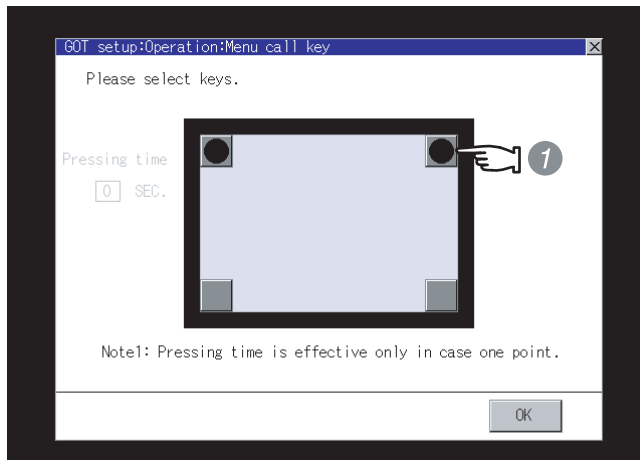 GOT setup:Operation:Menu call key
Please select keys.
Pressing time
0 SEC.
1
Note1: Pressing time is effective only in case one point.
OK